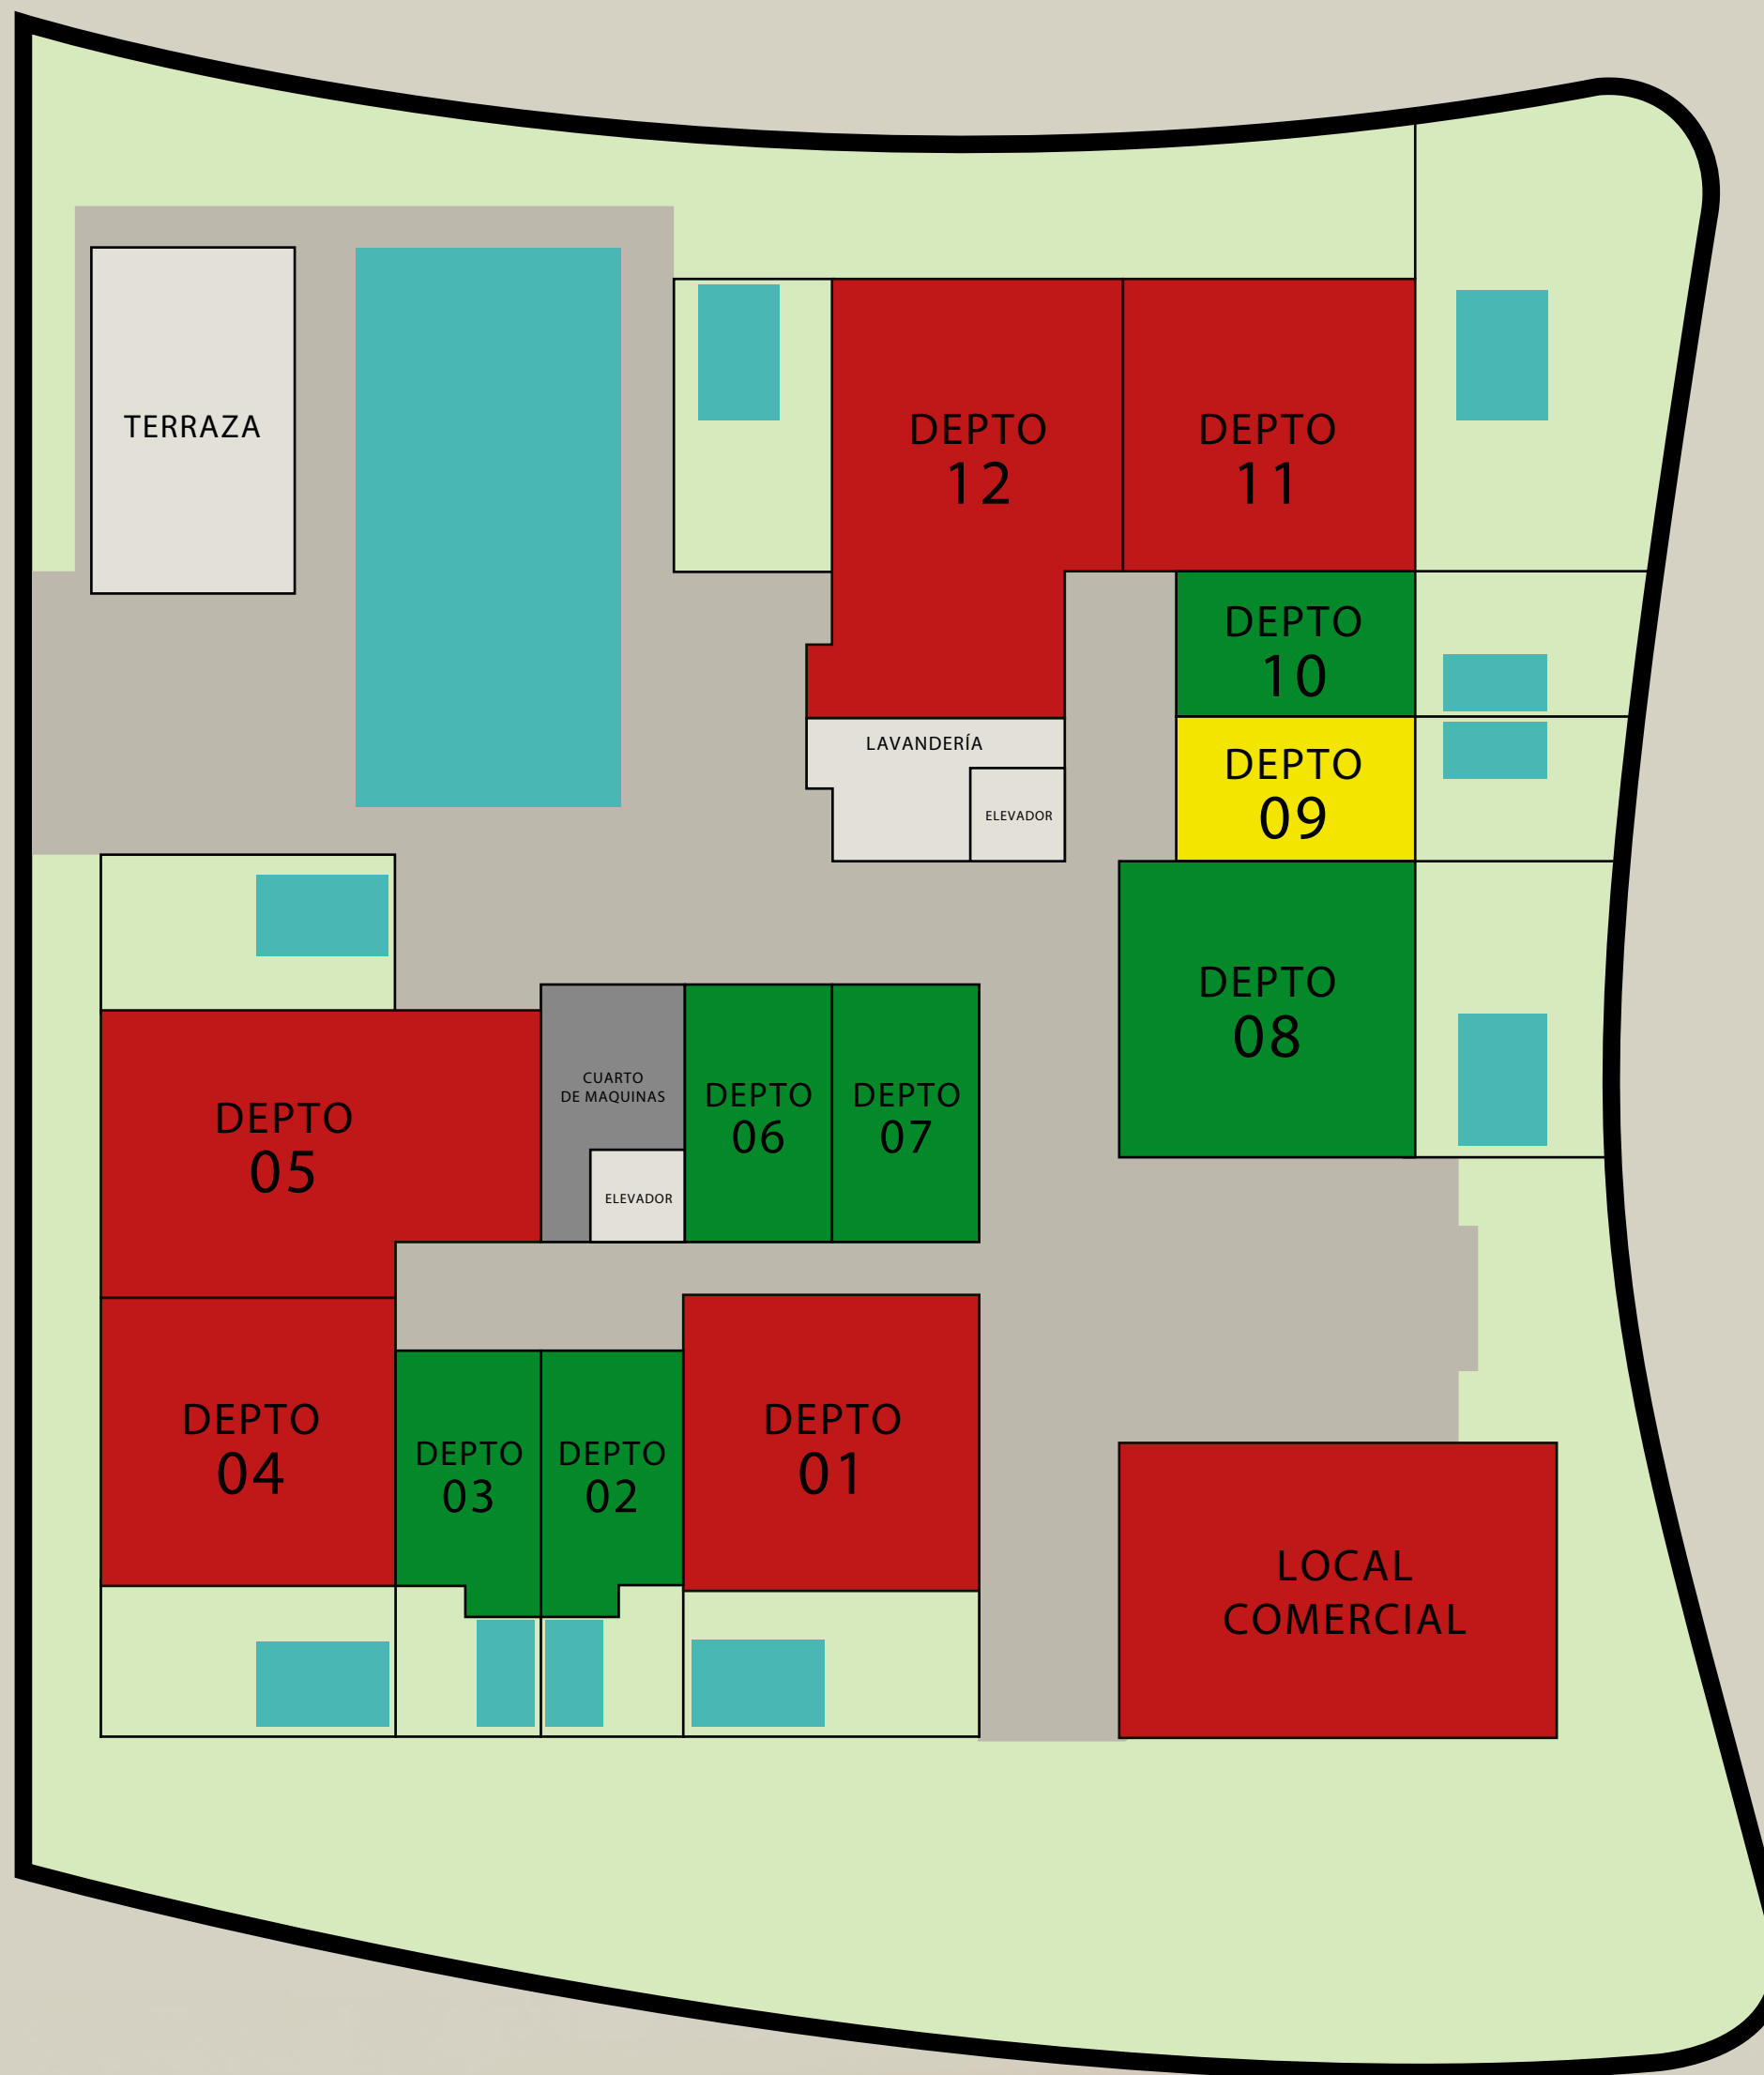 TERRAZA
DEPTO
12
DEPTO
11
DEPTO
10
LAVANDERÍA
ELEVADOR
DEPTO
09
DEPTO
08
CUARTO
DE MAQUINAS
ELEVADOR
DEPTO
06
DEPTO
07
DEPTO
05
DEPTO
04
DEPTO
03
DEPTO
02
DEPTO
01
LOCAL
COMERCIAL